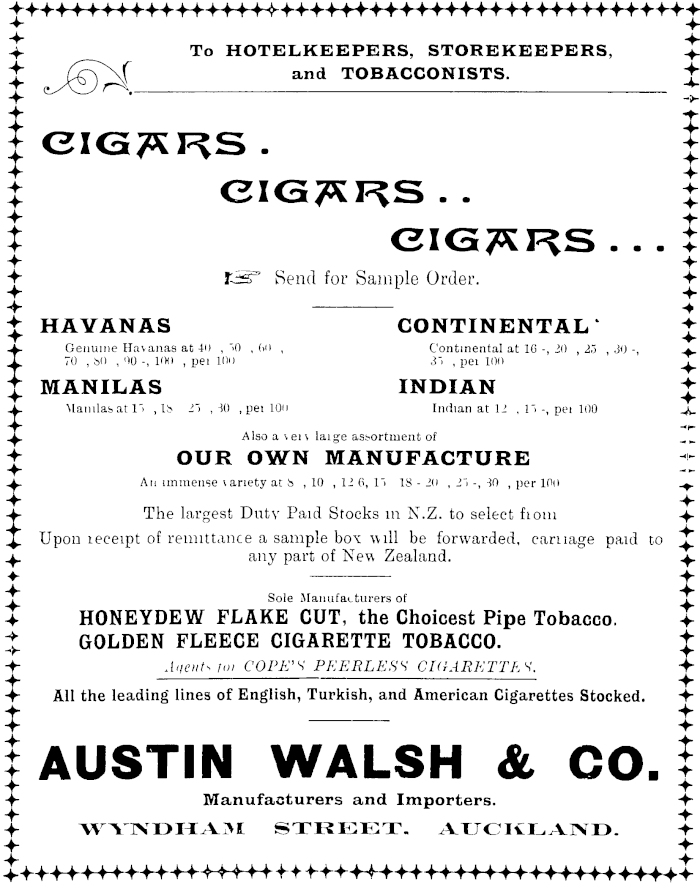 To HOTELKEEPERS, STOREKEEPERS,
and TOBACCONISTS.
CIGARS.
CIGARS..
CIGARS...
Send for Sample Order.
HAVANAS
Genuine Havanas at 40 , 50 , 60 ,
70 , 80 , 90 -, 100 , per 100
CONTINENTAL
Continental at 16 -, 20 , 25 , 30 -,
35 , per 100
MANILAS
Manilas at 15 , 18 25 , 30 , per 100
INDIAN
Indian at 12 , 15 -, per 100
Also a very large assortment of
OUR OWN MANUFACTURE
An immense variety at 8 , 10 , 12 6, 15 18 - 20 , 25 -, 30 , per 100
The largest Duty Paid Stocks in N.Z. to select from
Upon receipt of remittance a sample box will be forwarded, carriage paid to
any part of New Zealand.
Sole Manufacturers of
HONEYDEW FLAKE CUT, the Choicest Pipe Tobacco.
GOLDEN FLEECE CIGARETTE TOBACCO.
Agents for COPE'S PEERLESS CIGARETTES.
All the leading lines of English, Turkish, and American Cigarettes Stocked.
AUSTIN WALSH & CO.
Manufacturers and Importers.
WYNDHAM STREET, AUCKLAND.